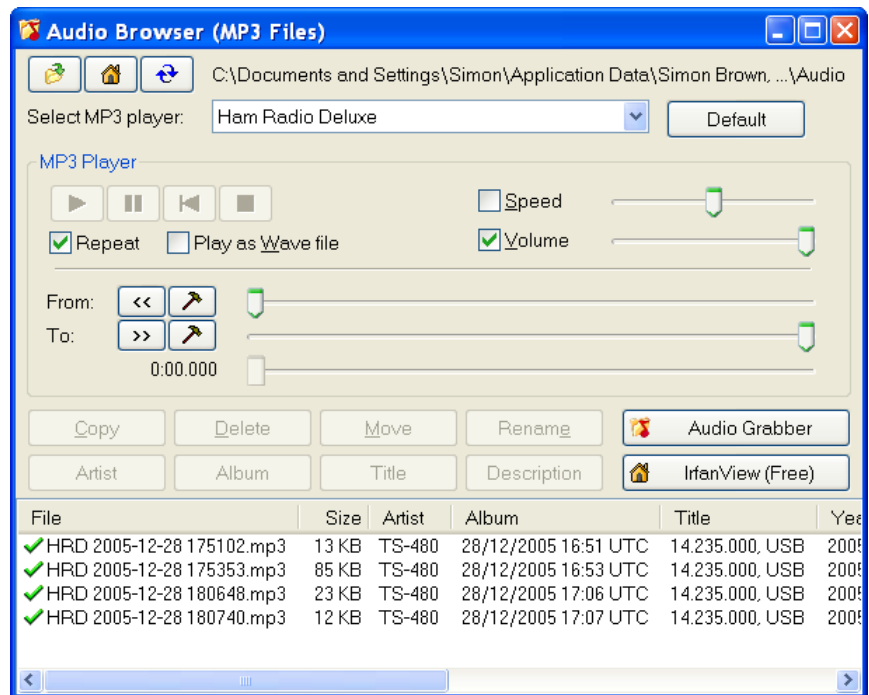 Audio Browser (MP3 Files)
C:\Documents and Settings\Simon\Application Data\Simon Brown, ...\Audio
Select MP3 player: Ham Radio Deluxe Default
MP3 Player
Speed
Repeat Play as Wave file Volume
From: <<
To: >>
0:00.000
Copy Delete Move Rename Audio Grabber
Artist Album Title Description IrfanView (Free)
File Size Artist Album Title Yea
HRD 2005-12-28 175102.mp3 13 KB TS-480 28/12/2005 16:51 UTC 14.235.000, USB 2005
HRD 2005-12-28 175353.mp3 85 KB TS-480 28/12/2005 16:53 UTC 14.235.000, USB 2005
HRD 2005-12-28 180648.mp3 23 KB TS-480 28/12/2005 17:06 UTC 14.235.000, USB 2005
HRD 2005-12-28 180740.mp3 12 KB TS-480 28/12/2005 17:07 UTC 14.235.000, USB 2005